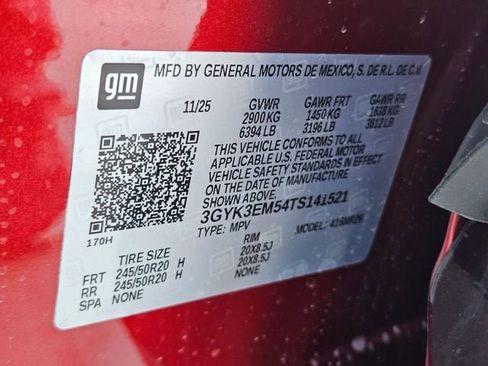 gm
MFD BY GENERAL MOTORS DE MEXICO, S. DE R.L. DE C.V.
11/25 GVWR GAWR FRT GAWR RR
2900 KG 1450 KG 1638 KG
6394 LB 3196 LB 3612 LB
THIS VEHICLE CONFORMS TO ALL
APPLICABLE U.S. FEDERAL MOTOR
VEHICLE SAFETY STANDARDS IN EFFECT
ON THE DATE OF MANUFACTURE
SHOWN ABOVE.
3GYK3EM54TS141521
170H TYPE: MPV MODEL:
TIRE SIZE RIM
FRT 245/50R20 H 20X8.5J
RR 245/50R20 H 20X8.5J
SPA NONE NONE